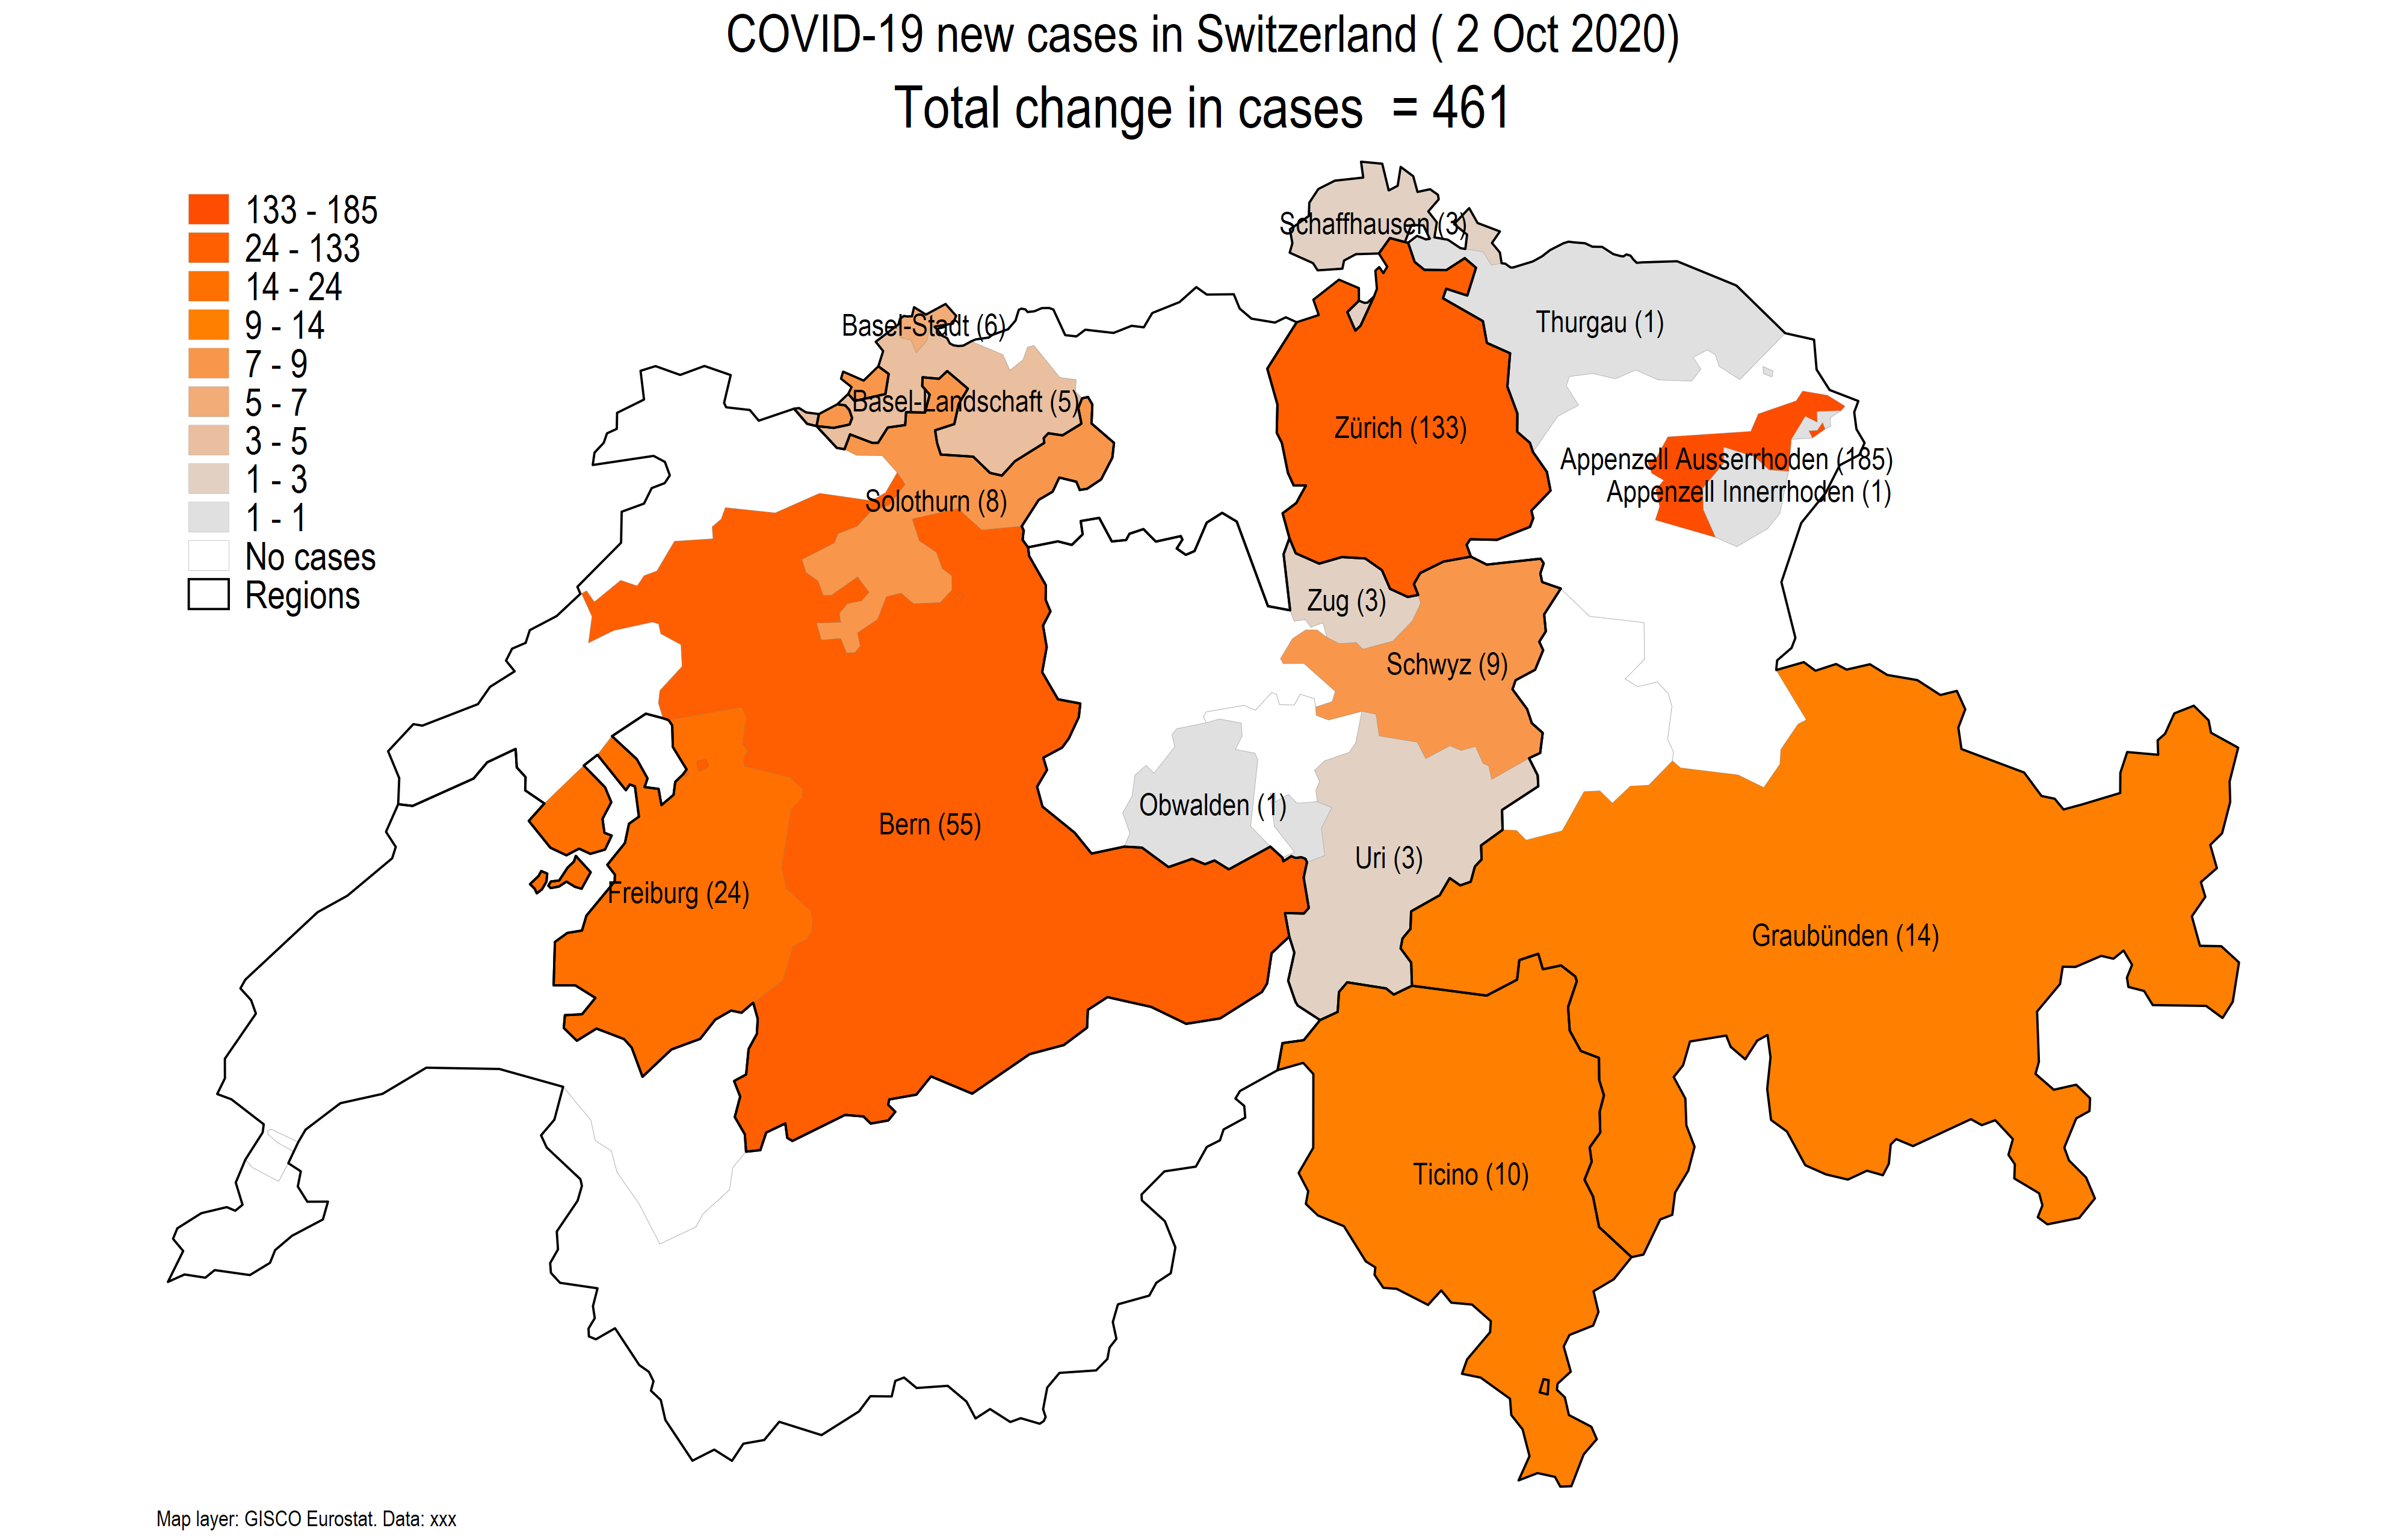 COVID-19 new cases in Switzerland ( 2 Oct 2020)
Total change in cases  = 461
133 - 185
24 - 133
14 - 24
9 - 14
7 - 9
5 - 7
3 - 5
1 - 3
1 - 1
No cases
Regions
Schaffhausen (3)
Basel-Stadt (6)
Thurgau (1)
Basel-Landschaft (5)
Zürich (133)
Appenzell Ausserrhoden (185)
Appenzell Innerrhoden (1)
Solothurn (8)
Zug (3)
Schwyz (9)
Obwalden (1)
Bern (55)
Uri (3)
Freiburg (24)
Graubünden (14)
Ticino (10)
Map layer: GISCO Eurostat. Data: xxx